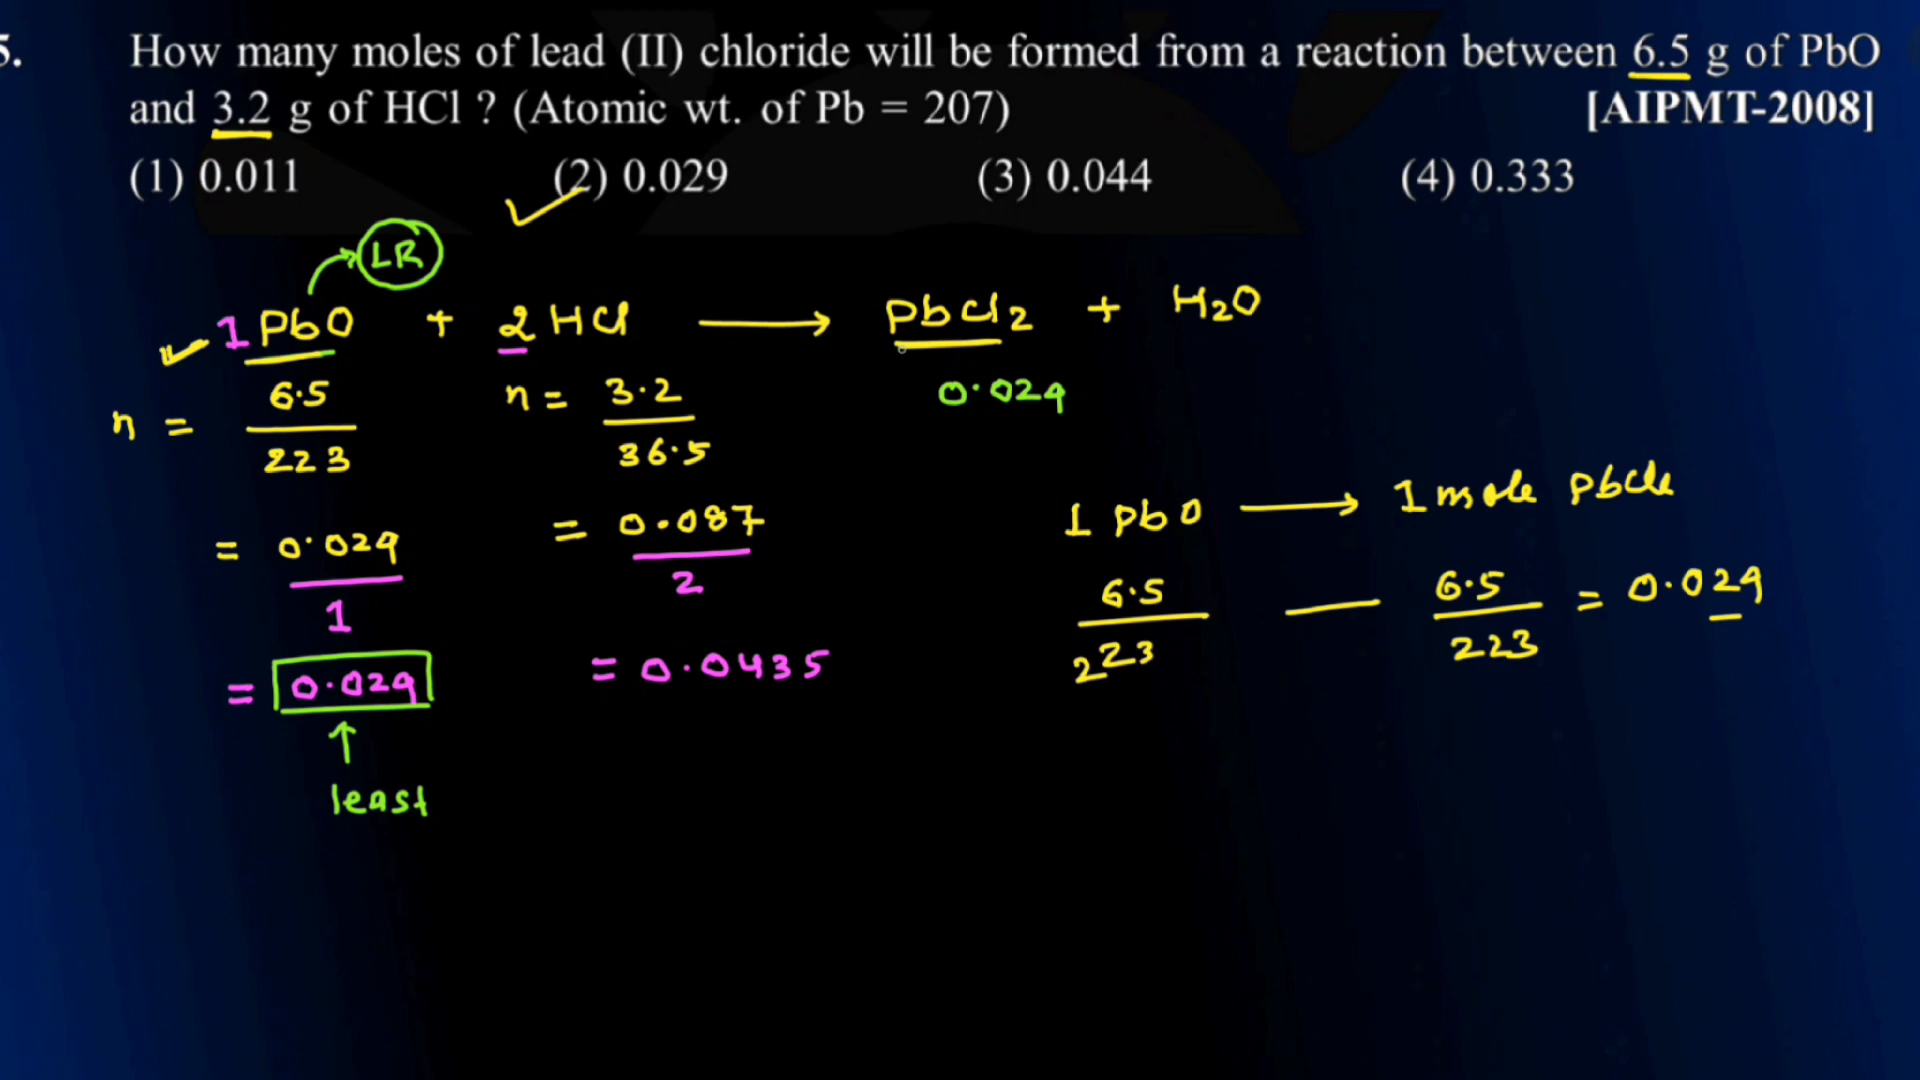 5. How many moles of lead (II) chloride will be formed from a reaction between 6.5 g of PbO
and 3.2 g of HCl ? (Atomic wt. of Pb = 207) [AIPMT-2008]
(1) 0.011 (2) 0.029 (3) 0.044 (4) 0.333
LR
1 PbO + 2 HCl → PbCl2 + H2O
n = 6.5/223 n = 3.2/36.5 0.029
= 0.029/1 = 0.087/2 1 PbO → 1 mole PbCl2
6.5/223 — 6.5/223 = 0.029
= 0.029 = 0.0435
↑
least